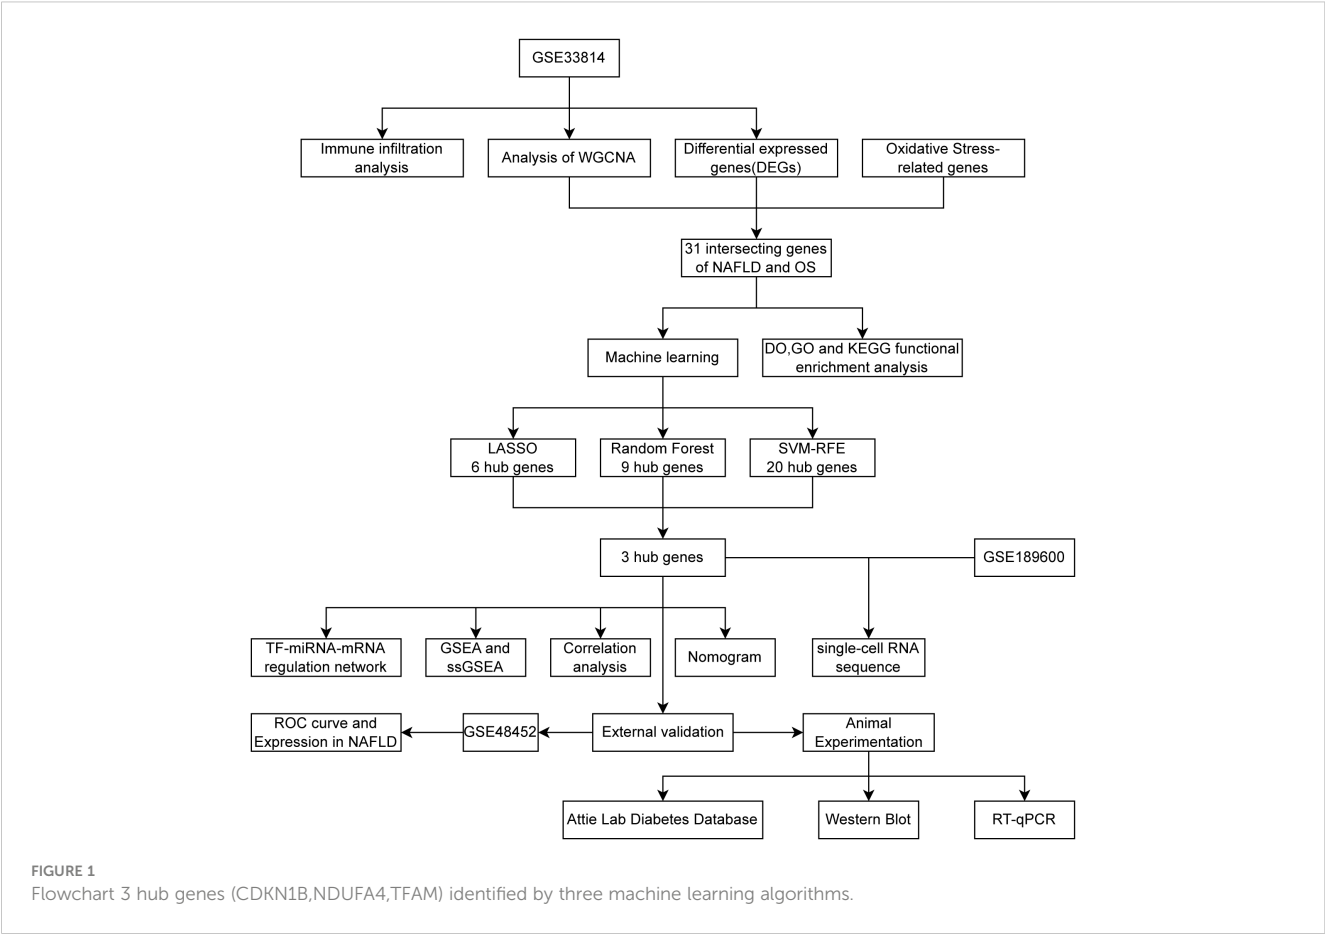 GSE33814
Immune infiltration
analysis
Analysis of WGCNA
Differential expressed
genes(DEGs)
Oxidative Stress-
related genes
31 intersecting genes
of NAFLD and OS
Machine learning
DO,GO and KEGG functional
enrichment analysis
LASSO
6 hub genes
Random Forest
9 hub genes
SVM-RFE
20 hub genes
3 hub genes
GSE189600
TF-miRNA-mRNA
regulation network
GSEA and
ssGSEA
Correlation
analysis
Nomogram
single-cell RNA
sequence
ROC curve and
Expression in NAFLD
GSE48452
External validation
Animal
Experimentation
Attie Lab Diabetes Database
Western Blot
RT-qPCR
FIGURE 1
Flowchart 3 hub genes (CDKN1B,NDUFA4,TFAM) identified by three machine learning algorithms.